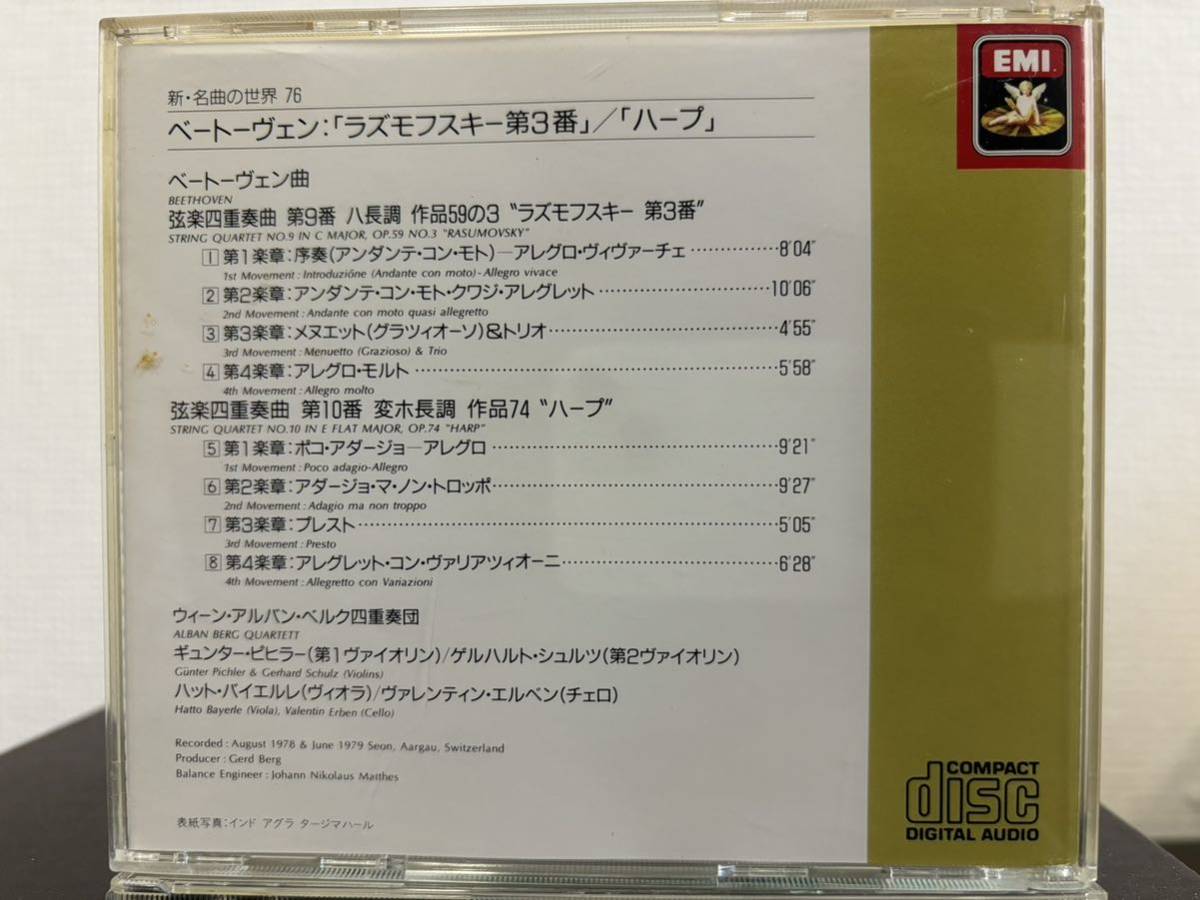 新・名曲の世界 76
ベートーヴェン:「ラズモフスキー第3番」/「ハープ」
EMI
ベートーヴェン曲
BEETHOVEN
弦楽四重奏曲 第9番 ハ長調 作品59の3 “ラズモフスキー 第3番”
STRING QUARTET NO.9 IN C MAJOR, OP.59 NO.3 "RASUMOVSKY"
1 第1楽章:序奏(アンダンテ・コン・モト)—アレグロ・ヴィヴァーチェ 8'04"
1st Movement : Introduziōne (Andante con moto) - Allegro vivace
2 第2楽章:アンダンテ・コン・モト・クワジ・アレグレット 10'06"
2nd Movement : Andante con moto quasi allegretto
3 第3楽章:メヌエット(グラツィオーソ)&トリオ 4'55"
3rd Movement : Menuetto (Grazioso) & Trio
4 第4楽章:アレグロ・モルト 5'58"
4th Movement : Allegro molto
弦楽四重奏曲 第10番 変ホ長調 作品74 “ハープ”
STRING QUARTET NO.10 IN E FLAT MAJOR, OP.74 "HARP"
5 第1楽章:ポコ・アダージョ—アレグロ 9'21"
1st Movement : Poco adagio-Allegro
6 第2楽章:アダージョ・マ・ノン・トロッポ 9'27"
2nd Movement : Adagio ma non troppo
7 第3楽章:プレスト 5'05"
3rd Movement : Presto
8 第4楽章:アレグレット・コン・ヴァリアツィオーニ 6'28"
4th Movement : Allegretto con Variazioni
ウィーン・アルバン・ベルク四重奏団
ALBAN BERG QUARTETT
ギュンター・ピヒラー(第1ヴァイオリン)/ゲルハルト・シュルツ(第2ヴァイオリン)
Günter Pichler & Gerhard Schulz (Violins)
ハット・バイエルレ(ヴィオラ)/ヴァレンティン・エルベン(チェロ)
Hatto Bayerle (Viola), Valentin Erben (Cello)
Recorded : August 1978 & June 1979 Seon, Aargau, Switzerland
Producer : Gerd Berg
Balance Engineer : Johann Nikolaus Matthes
表紙写真:インド アグラ タージマハール
COMPACT
disc
DIGITAL AUDIO